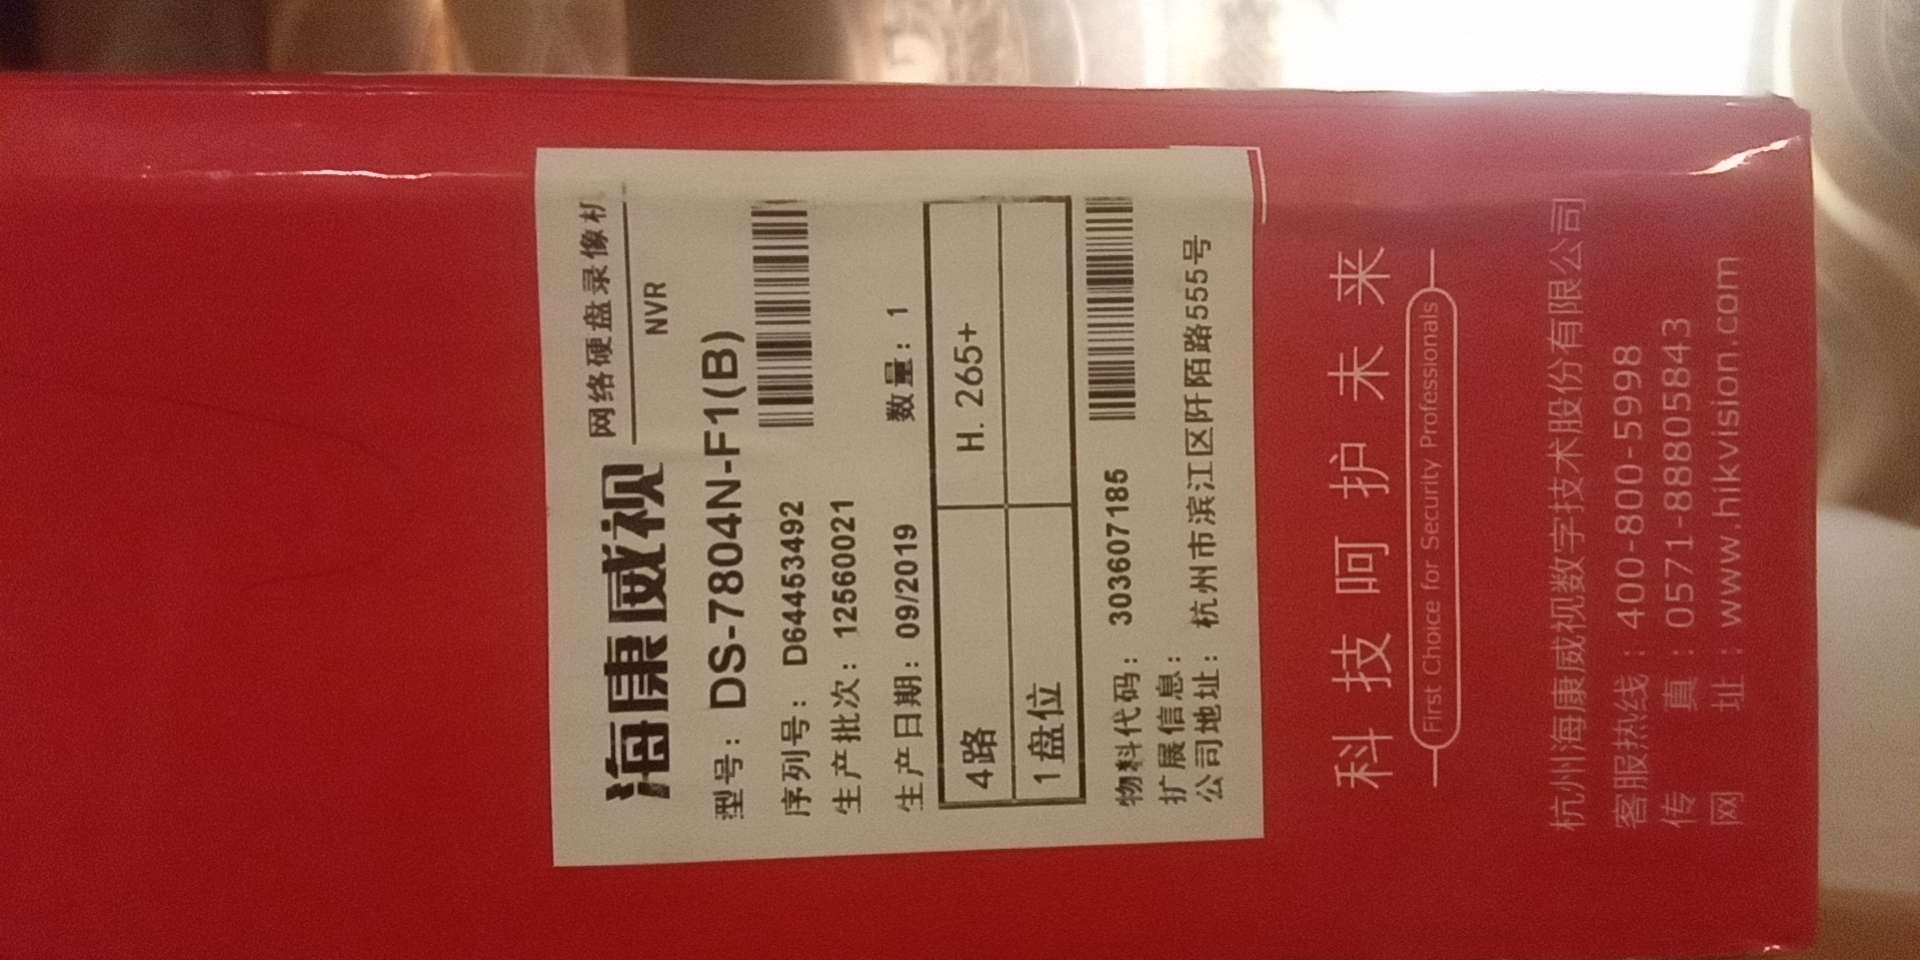 海康威视 网络硬盘录像机
NVR
型号: DS-7804N-F1(B)
序列号: D64453492
生产批次: 12560021
生产日期: 09/2019 数量: 1
4路 H.265+
1盘位
物料代码: 303607185
扩展信息:
公司地址: 杭州市滨江区阡陌路555号
科技呵护未来
First Choice for Security Professionals
杭州海康威视数字技术股份有限公司
客服热线: 400-800-5998
传 真: 0571-88805843
网 址: www.hikvision.com